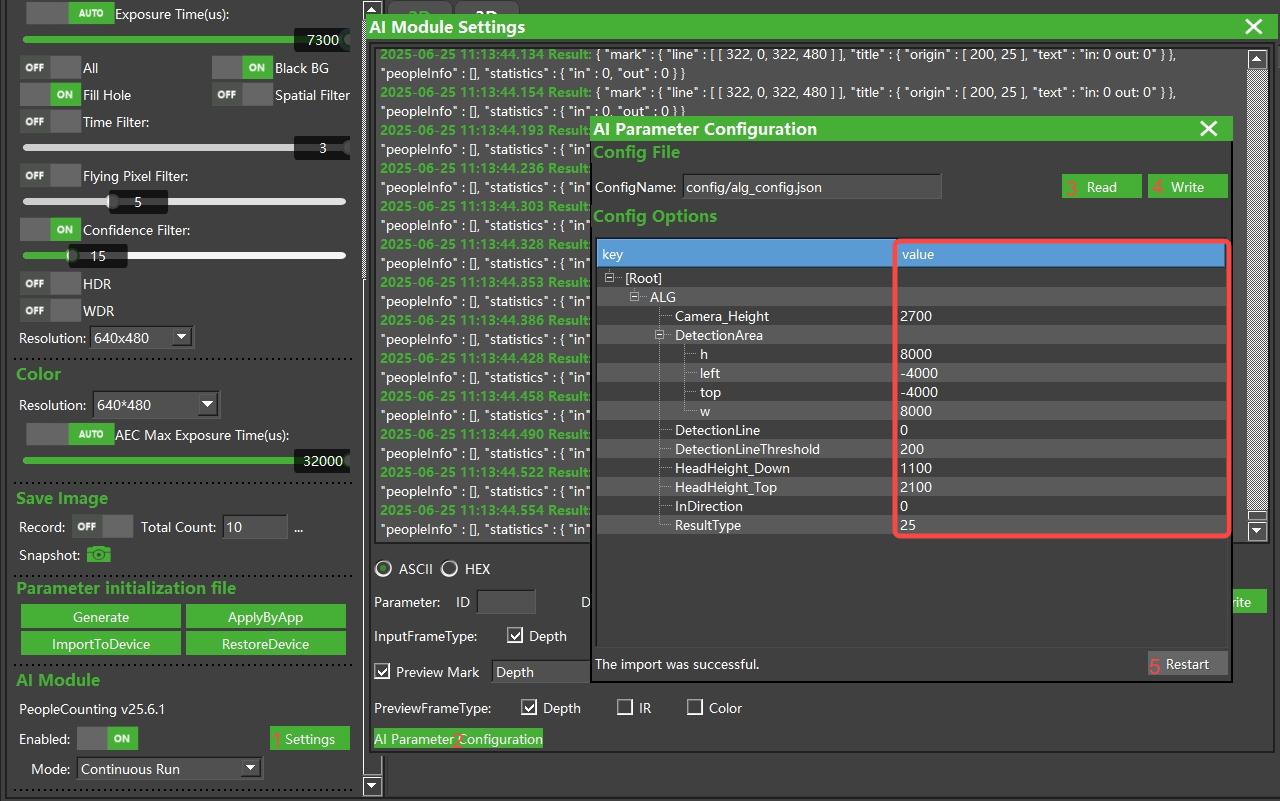 AUTO Exposure Time(us):
7300
OFF All ON Black BG
ON Fill Hole OFF Spatial Filter
OFF Time Filter:
3
OFF Flying Pixel Filter:
5
ON Confidence Filter:
15
OFF HDR
OFF WDR
Resolution: 640x480
Color
Resolution: 640*480
AUTO AEC Max Exposure Time(us):
32000
Save Image
Record: OFF Total Count: 10 ...
Snapshot:
Parameter initialization file
Generate ApplyByApp
ImportToDevice RestoreDevice
AI Module
PeopleCounting v25.6.1
Enabled: ON 1 Settings
Mode: Continuous Run
AI Module Settings
2025-06-25 11:13:44.134 Result: { "mark" : { "line" : [ [ 322, 0, 322, 480 ] ], "title" : { "origin" : [ 200, 25 ], "text" : "in: 0 out: 0" } },
"peopleInfo" : [], "statistics" : { "in" : 0, "out" : 0 } }
2025-06-25 11:13:44.154 Result: { "mark" : { "line" : [ [ 322, 0, 322, 480 ] ], "title" : { "origin" : [ 200, 25 ], "text" : "in: 0 out: 0" } },
"peopleInfo" : [], "statistics" : { "in" : 0, "out" : 0 } }
2025-06-25 11:13:44.193 Result:
"peopleInfo" : [], "statistics" : { "in"
2025-06-25 11:13:44.236 Result:
"peopleInfo" : [], "statistics" : { "in"
2025-06-25 11:13:44.303 Result:
"peopleInfo" : [], "statistics" : { "in"
2025-06-25 11:13:44.328 Result:
"peopleInfo" : [], "statistics" : { "in"
2025-06-25 11:13:44.353 Result:
"peopleInfo" : [], "statistics" : { "in"
2025-06-25 11:13:44.386 Result:
"peopleInfo" : [], "statistics" : { "in"
2025-06-25 11:13:44.428 Result:
"peopleInfo" : [], "statistics" : { "in"
2025-06-25 11:13:44.458 Result:
"peopleInfo" : [], "statistics" : { "in"
2025-06-25 11:13:44.490 Result:
"peopleInfo" : [], "statistics" : { "in"
2025-06-25 11:13:44.522 Result:
"peopleInfo" : [], "statistics" : { "in"
2025-06-25 11:13:44.554 Result:
"peopleInfo" : [], "statistics" : { "in"
ASCII HEX
Parameter: ID D
InputFrameType: Depth
Preview Mark Depth
PreviewFrameType: Depth IR Color
AI Parameter 2 Configuration
AI Parameter Configuration
Config File
ConfigName: config/alg_config.json 3 Read 4 Write
Config Options
key value
[Root]
ALG
Camera_Height 2700
DetectionArea
h 8000
left -4000
top -4000
w 8000
DetectionLine 0
DetectionLineThreshold 200
HeadHeight_Down 1100
HeadHeight_Top 2100
InDirection 0
ResultType 25
The import was successful. 5 Restart